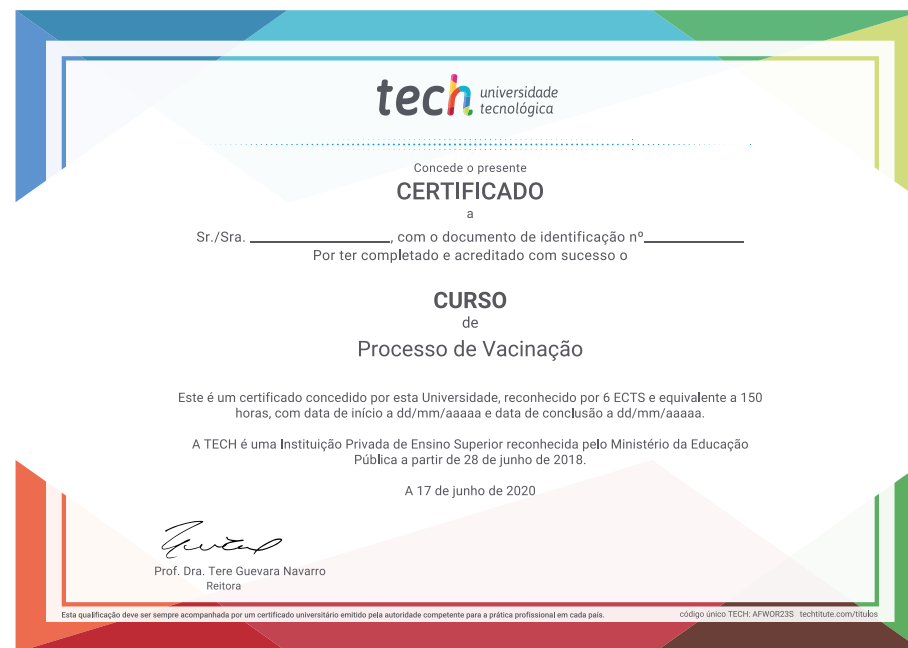 tech universidade
tecnológica
Concede o presente
CERTIFICADO
a
Sr./Sra. ____________, com o documento de identificação nº____________
Por ter completado e acreditado com sucesso o
CURSO
de
Processo de Vacinação
Este é um certificado concedido por esta Universidade, reconhecido por 6 ECTS e equivalente a 150
horas, com data de início a dd/mm/aaaaa e data de conclusão a dd/mm/aaaaa.
A TECH é uma Instituição Privada de Ensino Superior reconhecida pelo Ministério da Educação
Pública a partir de 28 de junho de 2018.
A 17 de junho de 2020
Prof. Dra. Tere Guevara Navarro
Reitora
Esta qualificação deve ser sempre acompanhada por um certificado universitário emitido pela autoridade competente para a prática profissional em cada país.
código único TECH: AFWOR23S techtitute.com/titulos